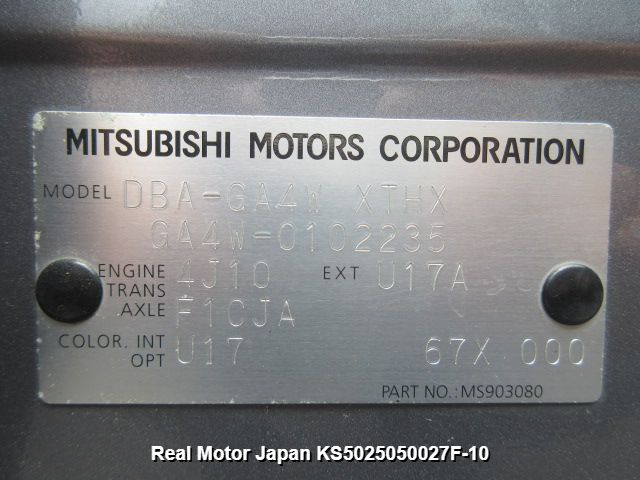 MITSUBISHI MOTORS CORPORATION
MODEL DBA-GA4W XTHX
GA4W-0102235
ENGINE 4J10 EXT U17A
TRANS
AXLE F1CJA
COLOR. INT U17 67X 000
OPT
PART NO.: MS903080
Real Motor Japan KS5025050027F-10